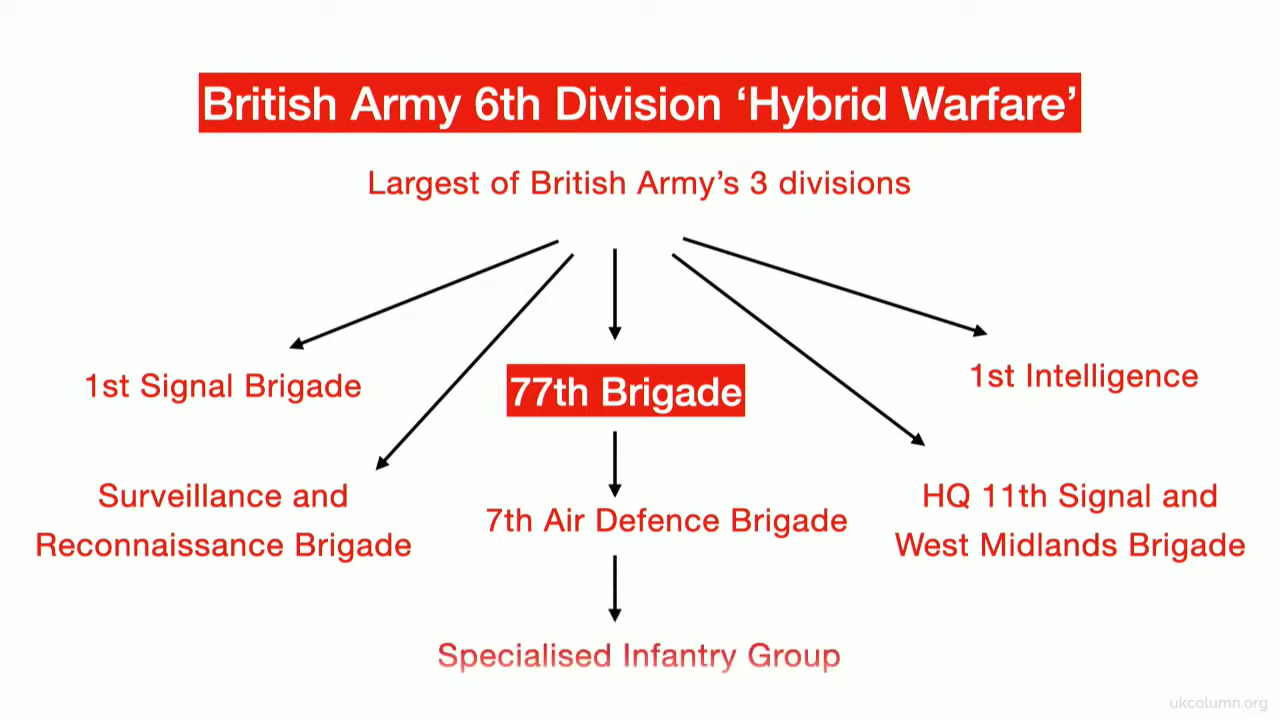 British Army 6th Division ‘Hybrid Warfare’
Largest of British Army’s 3 divisions
1st Signal Brigade
77th Brigade
1st Intelligence
Surveillance and
Reconnaissance Brigade
7th Air Defence Brigade
HQ 11th Signal and
West Midlands Brigade
Specialised Infantry Group
ukcolumn.org